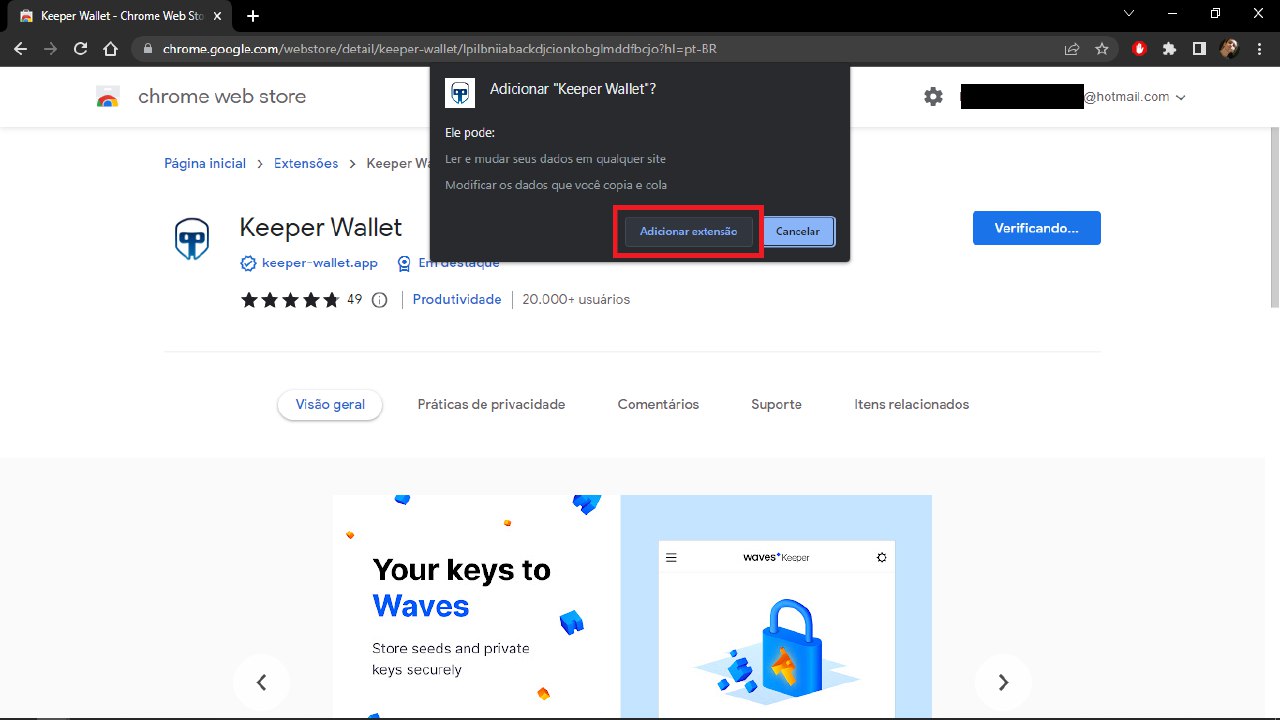 Keeper Wallet - Chrome Web Sto
chrome.google.com/webstore/detail/keeper-wallet/lpilbniiabackdjcionkobglmddfbcjo?hl=pt-BR
chrome web store
@hotmail.com
Adicionar "Keeper Wallet"?
Ele pode:
Ler e mudar seus dados em qualquer site
Modificar os dados que você copia e cola
Adicionar extensão
Cancelar
Página inicial
Extensões
Keeper Wa
Keeper Wallet
Verificando...
keeper-wallet.app
Em destaque
49
Produtividade
20.000+ usuários
Visão geral
Práticas de privacidade
Comentários
Suporte
Itens relacionados
Your keys to
Waves
Store seeds and private
keys securely
waves Keeper